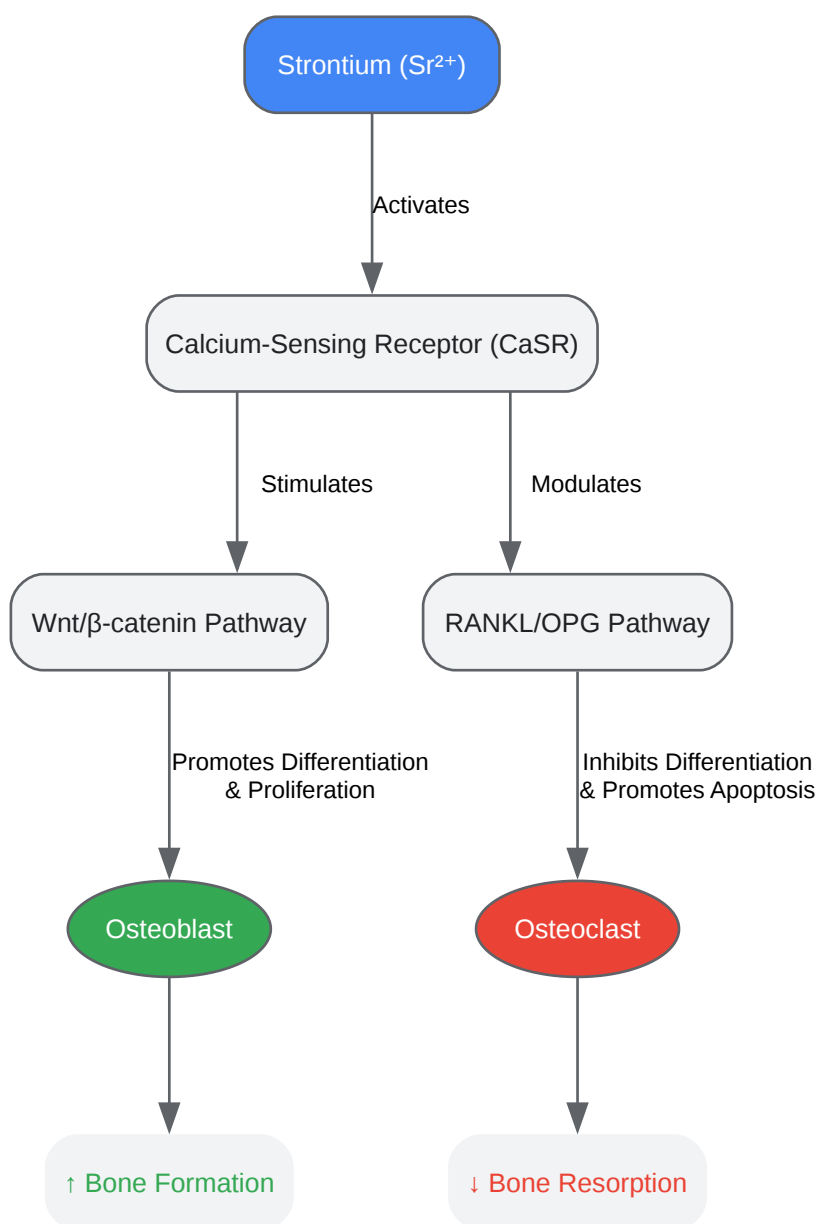 Strontium (Sr²⁺)
Activates
Calcium-Sensing Receptor (CaSR)
Stimulates
Modulates
Wnt/β-catenin Pathway
RANKL/OPG Pathway
Promotes Differentiation
& Proliferation
Inhibits Differentiation
& Promotes Apoptosis
Osteoblast
Osteoclast
↑ Bone Formation
↓ Bone Resorption